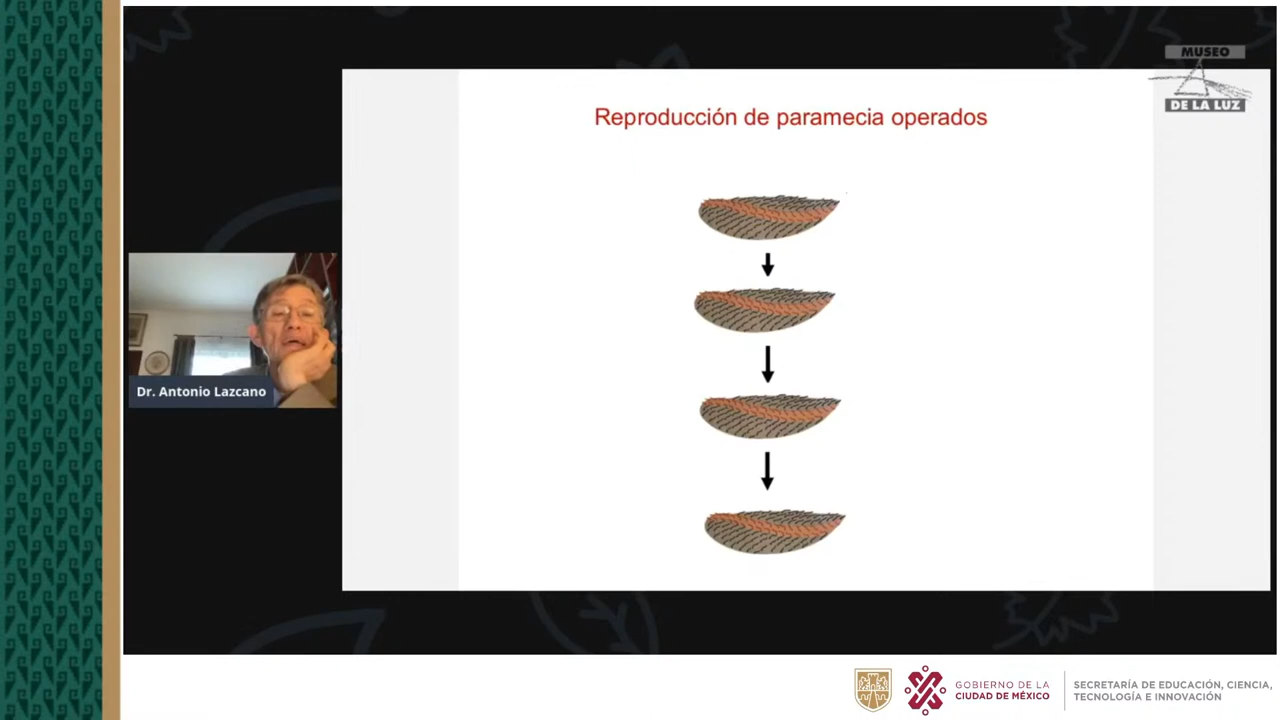 MUSEO
DE LA LUZ
Reproducción de paramecia operados
Dr. Antonio Lazcano
GOBIERNO DE LA
CIUDAD DE MÉXICO
SECRETARÍA DE EDUCACIÓN, CIENCIA,
TECNOLOGÍA E INNOVACIÓN